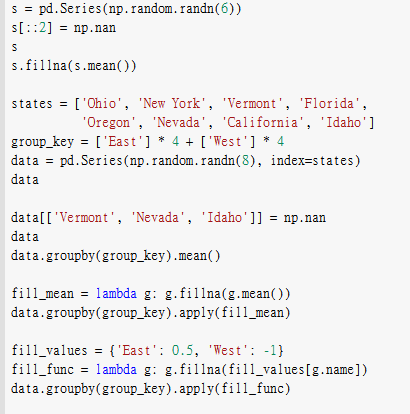 s = pd.Series(np.random.randn(6))
s[::2] = np.nan
s
s.fillna(s.mean())
states = ['Ohio', 'New York', 'Vermont', 'Florida',
'Oregon', 'Nevada', 'California', 'Idaho']
group_key = ['East'] * 4 + ['West'] * 4
data = pd.Series(np.random.randn(8), index=states)
data
data[['Vermont', 'Nevada', 'Idaho']] = np.nan
data
data.groupby(group_key).mean()
fill_mean = lambda g: g.fillna(g.mean())
data.groupby(group_key).apply(fill_mean)
fill_values = {'East': 0.5, 'West': -1}
fill_func = lambda g: g.fillna(fill_values[g.name])
data.groupby(group_key).apply(fill_func)